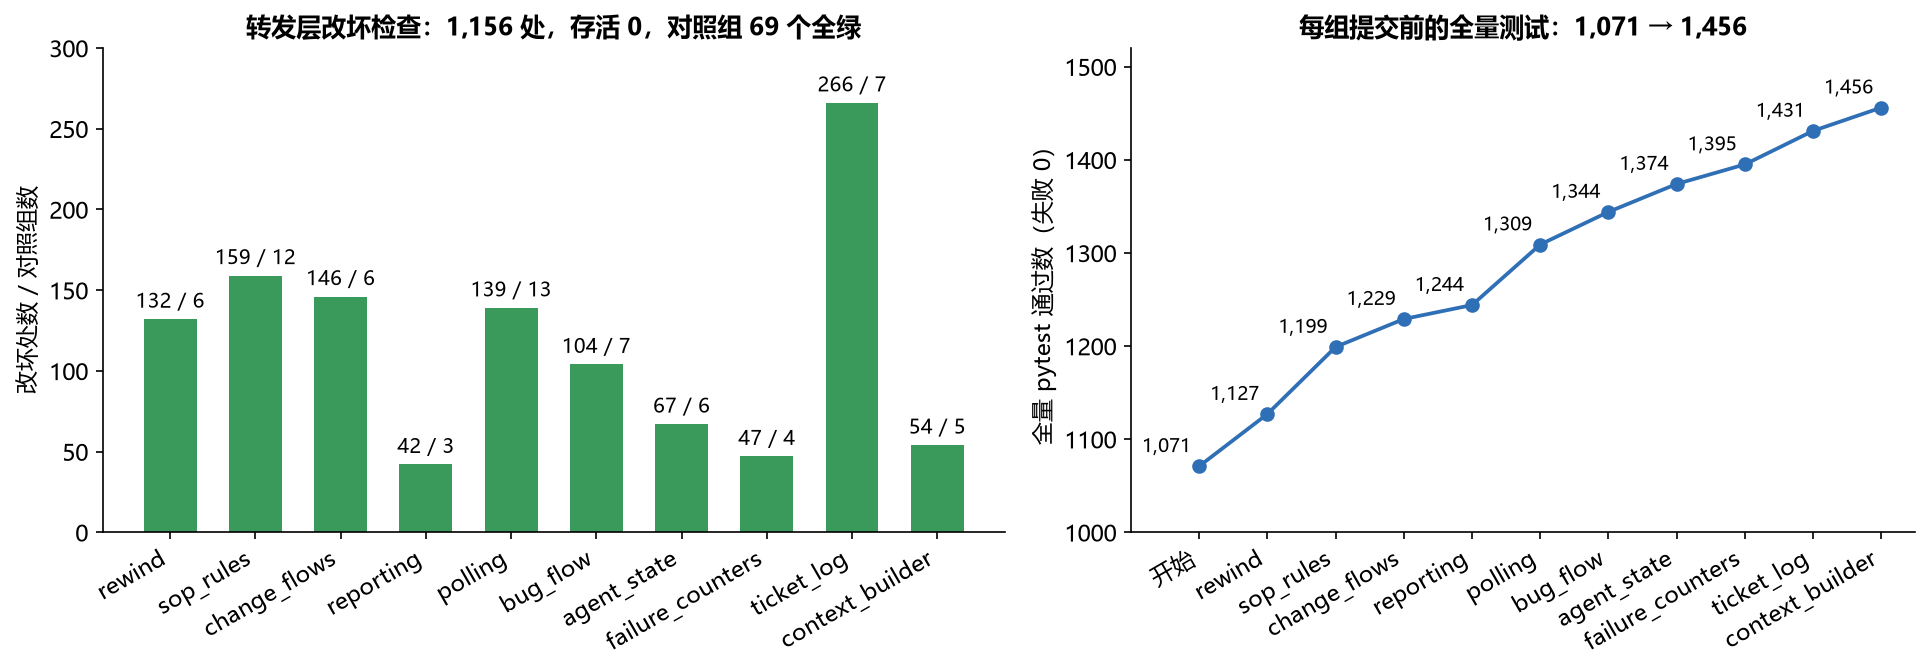 转发层改坏检查：1,156 处，存活 0，对照组 69 个全绿
改坏处数 / 对照组数
300
250
200
150
100
50
0
132 / 6
159 / 12
146 / 6
42 / 3
139 / 13
104 / 7
67 / 6
47 / 4
266 / 7
54 / 5
rewind
sop_rules
change_flows
reporting
polling
bug_flow
agent_state
failure_counters
ticket_log
context_builder
每组提交前的全量测试：1,071 → 1,456
全量 pytest 通过数（失败 0）
1500
1400
1300
1200
1100
1000
1,071
1,127
1,199
1,229
1,244
1,309
1,344
1,374
1,395
1,431
1,456
开始
rewind
sop_rules
change_flows
reporting
polling
bug_flow
agent_state
failure_counters
ticket_log
context_builder